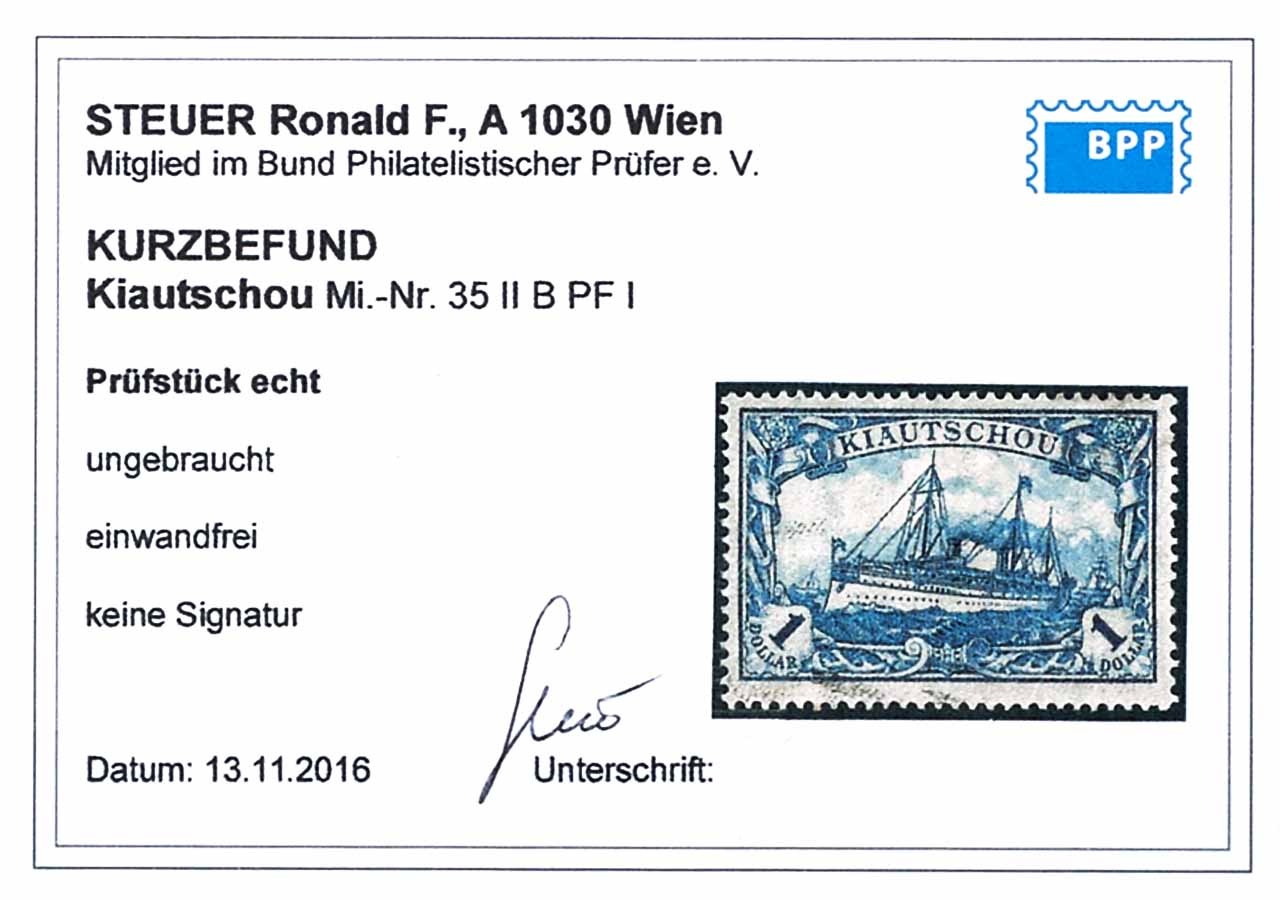 STEUER Ronald F., A 1030 Wien
Mitglied im Bund Philatelistischer Prüfer e. V.
BPP
KURZBEFUND
Kiautschou Mi.-Nr. 35 II B PF I
Prüfstück echt
ungebraucht
einwandfrei
keine Signatur
KIAUTSCHOU
1 1
DOLLAR DOLLAR
Datum: 13.11.2016
Unterschrift: